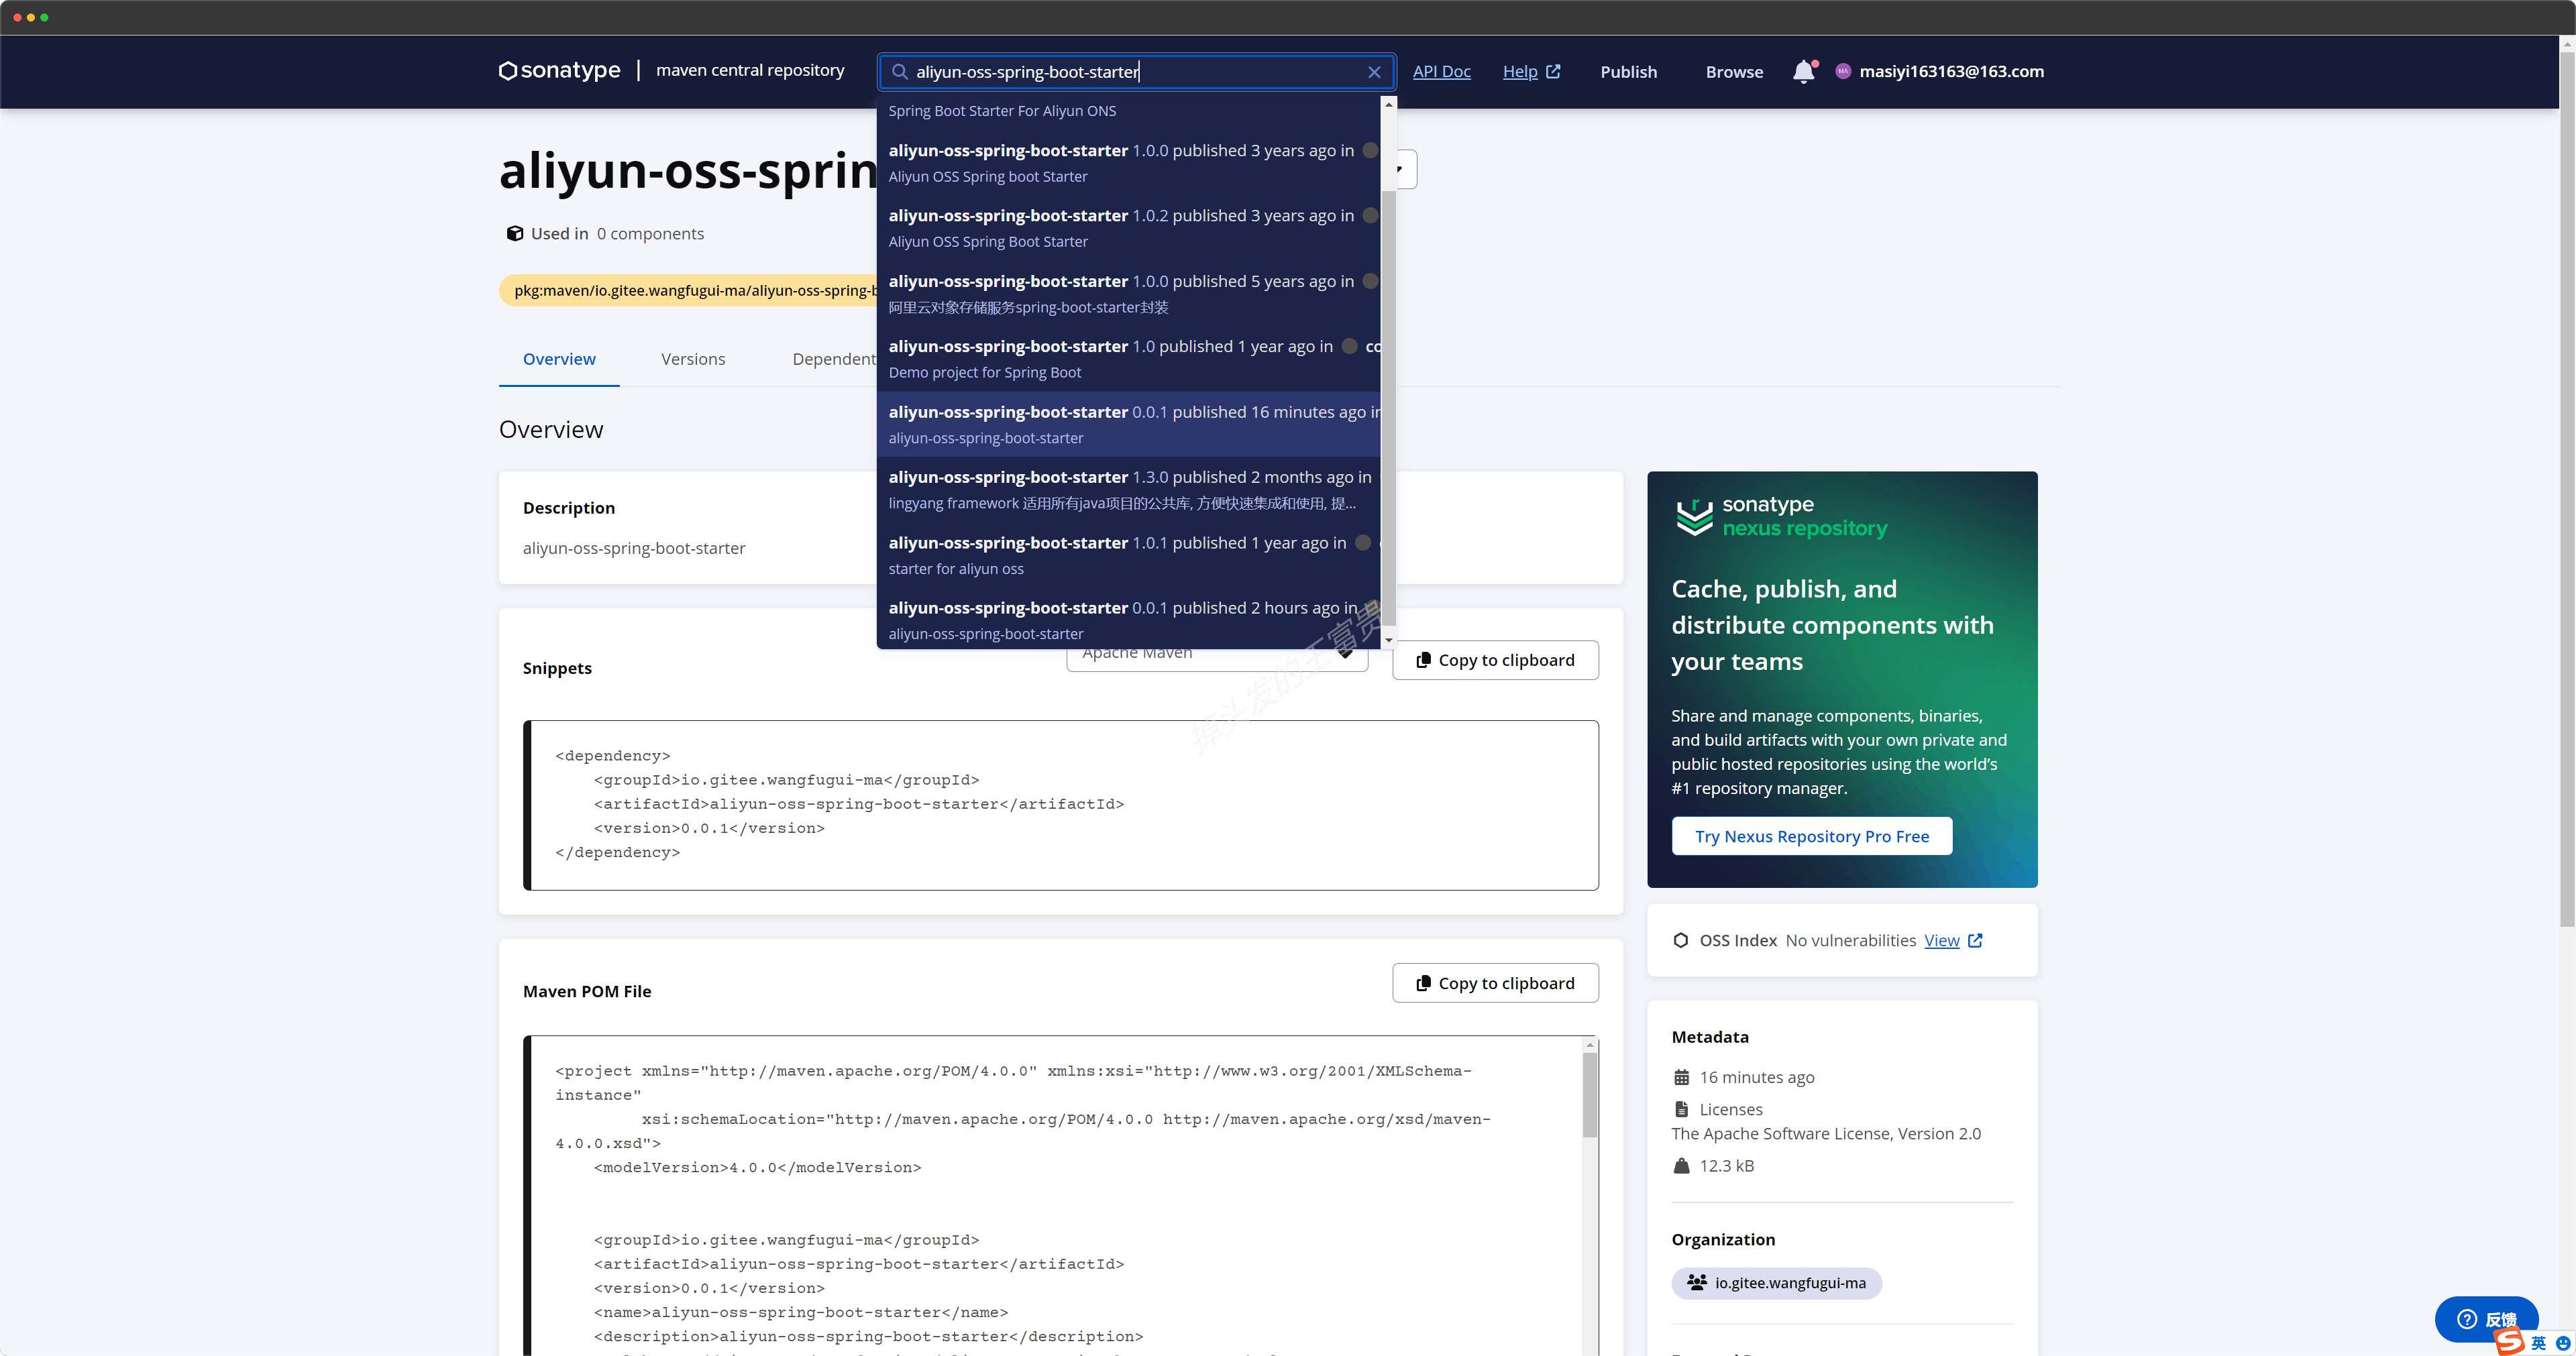 sonatype | maven central repository
aliyun-oss-spring-boot-starter
API Doc
Help
Publish
Browse
MA
masiyi163163@163.com
Spring Boot Starter For Aliyun ONS
aliyun-oss-spring-boot-starter 1.0.0 published 3 years ago in
Aliyun OSS Spring boot Starter
aliyun-oss-spring-boot-starter 1.0.2 published 3 years ago in
Aliyun OSS Spring Boot Starter
aliyun-oss-spring-boot-starter 1.0.0 published 5 years ago in
阿里云对象存储服务spring-boot-starter封装
aliyun-oss-spring-boot-starter 1.0 published 1 year ago in co
Demo project for Spring Boot
aliyun-oss-spring-boot-starter 0.0.1 published 16 minutes ago in
aliyun-oss-spring-boot-starter
aliyun-oss-spring-boot-starter 1.3.0 published 2 months ago in
lingyang framework 适用所有java项目的公共库, 方便快速集成和使用, 提...
aliyun-oss-spring-boot-starter 1.0.1 published 1 year ago in
starter for aliyun oss
aliyun-oss-spring-boot-starter 0.0.1 published 2 hours ago in
aliyun-oss-spring-boot-starter
aliyun-oss-sprin
Used in 0 components
pkg:maven/io.gitee.wangfugui-ma/aliyun-oss-spring-b
Overview
Versions
Dependent
Overview
Description
aliyun-oss-spring-boot-starter
Snippets
Apache Maven
Copy to clipboard
掉头发的王富贵
<dependency>
<groupId>io.gitee.wangfugui-ma</groupId>
<artifactId>aliyun-oss-spring-boot-starter</artifactId>
<version>0.0.1</version>
</dependency>
Maven POM File
Copy to clipboard
<project xmlns="http://maven.apache.org/POM/4.0.0" xmlns:xsi="http://www.w3.org/2001/XMLSchema-
instance"
xsi:schemaLocation="http://maven.apache.org/POM/4.0.0 http://maven.apache.org/xsd/maven-
4.0.0.xsd">
<modelVersion>4.0.0</modelVersion>
<groupId>io.gitee.wangfugui-ma</groupId>
<artifactId>aliyun-oss-spring-boot-starter</artifactId>
<version>0.0.1</version>
<name>aliyun-oss-spring-boot-starter</name>
<description>aliyun-oss-spring-boot-starter</description>
sonatype
nexus repository
Cache, publish, and
distribute components with
your teams
Share and manage components, binaries,
and build artifacts with your own private and
public hosted repositories using the world’s
#1 repository manager.
Try Nexus Repository Pro Free
OSS Index No vulnerabilities View
Metadata
16 minutes ago
Licenses
The Apache Software License, Version 2.0
12.3 kB
Organization
io.gitee.wangfugui-ma
反馈
英